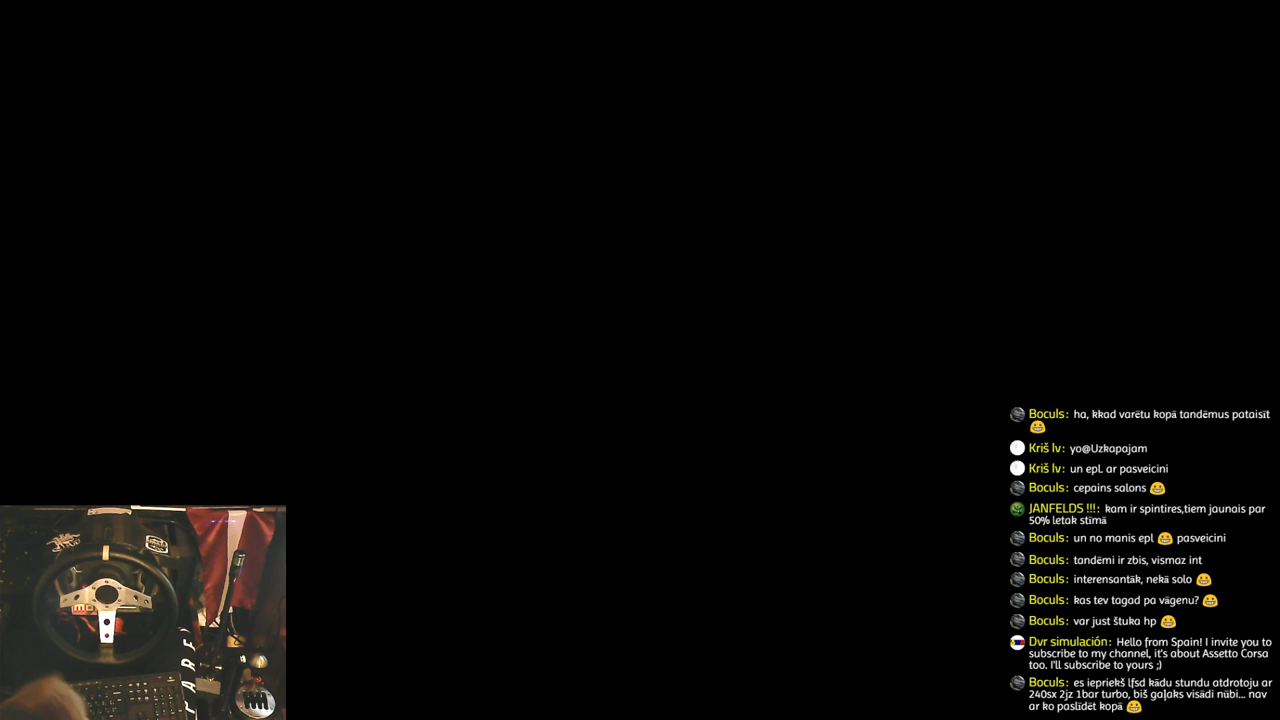 Boculs: ha, kkad varētu kopā tandēmus pataisīt
Kriš lv: yo@Uzkapajam
Kriš lv: un epl. ar pasveicini
Boculs: cepains salons
JANFELDS !!!: kam ir spintires,tiem jaunais par
50% letak stīmā
Boculs: un no manis epl pasveicini
Boculs: tandēmi ir zbis, vismaz int
Boculs: interensantāk, nekā solo
Boculs: kas tev tagad pa vāgenu?
Boculs: var just štuka hp
Dvr simulación: Hello from Spain! I invite you to
subscribe to my channel, it's about Assetto Corsa
too. I'll subscribe to yours ;)
Boculs: es iepriekš lfsd kādu stundu atdrotoju ar
240sx 2jz 1bar turbo, biš gaļaks visādi nūbi... nav
ar ko paslīdēt kopā